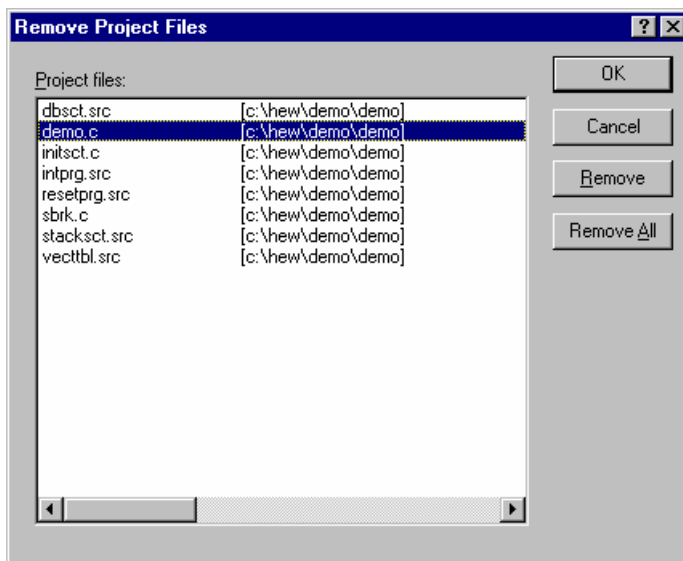 Remove Project Files
Project files:
dbsct.src [c:\hew\demo\demo]
demo.c [c:\hew\demo\demo]
initsct.c [c:\hew\demo\demo]
intprg.src [c:\hew\demo\demo]
resetprg.src [c:\hew\demo\demo]
sbrk.c [c:\hew\demo\demo]
stacksct.src [c:\hew\demo\demo]
vecttbl.src [c:\hew\demo\demo]
OK
Cancel
Remove
Remove All